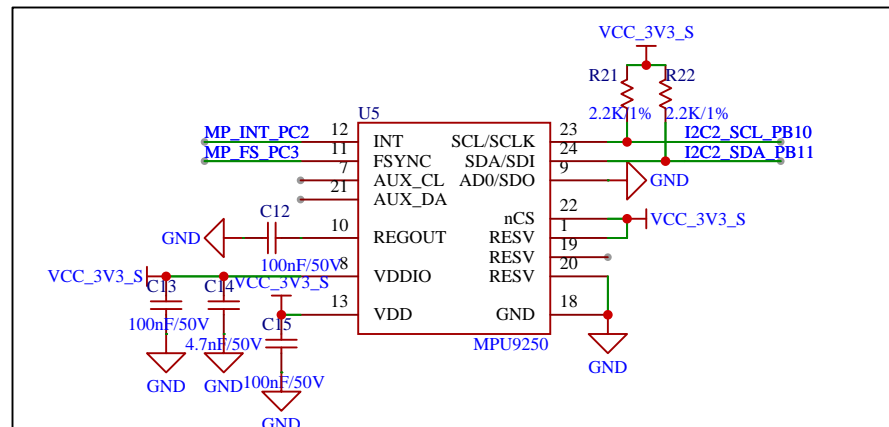 VCC_3V3_S
R21 R22
2.2K/1% 2.2K/1%
U5
MP_INT_PC2 12 INT SCL/SCLK 23 I2C2_SCL_PB10
MP_FS_PC3 11 FSYNC SDA/SDI 24 I2C2_SDA_PB11
7 AUX_CL AD0/SDO 9 GND
21 AUX_DA
nCS 22 VCC_3V3_S
GND C12 10 REGOUT RESV 1
100nF/50V
RESV 19
VCC_3V3_S 8 VDDIO RESV 20
C13 C14 VCC_3V3_S
100nF/50V 13 VDD GND 18
4.7nF/50V C15
MPU9250
GND GND 100nF/50V GND
GND